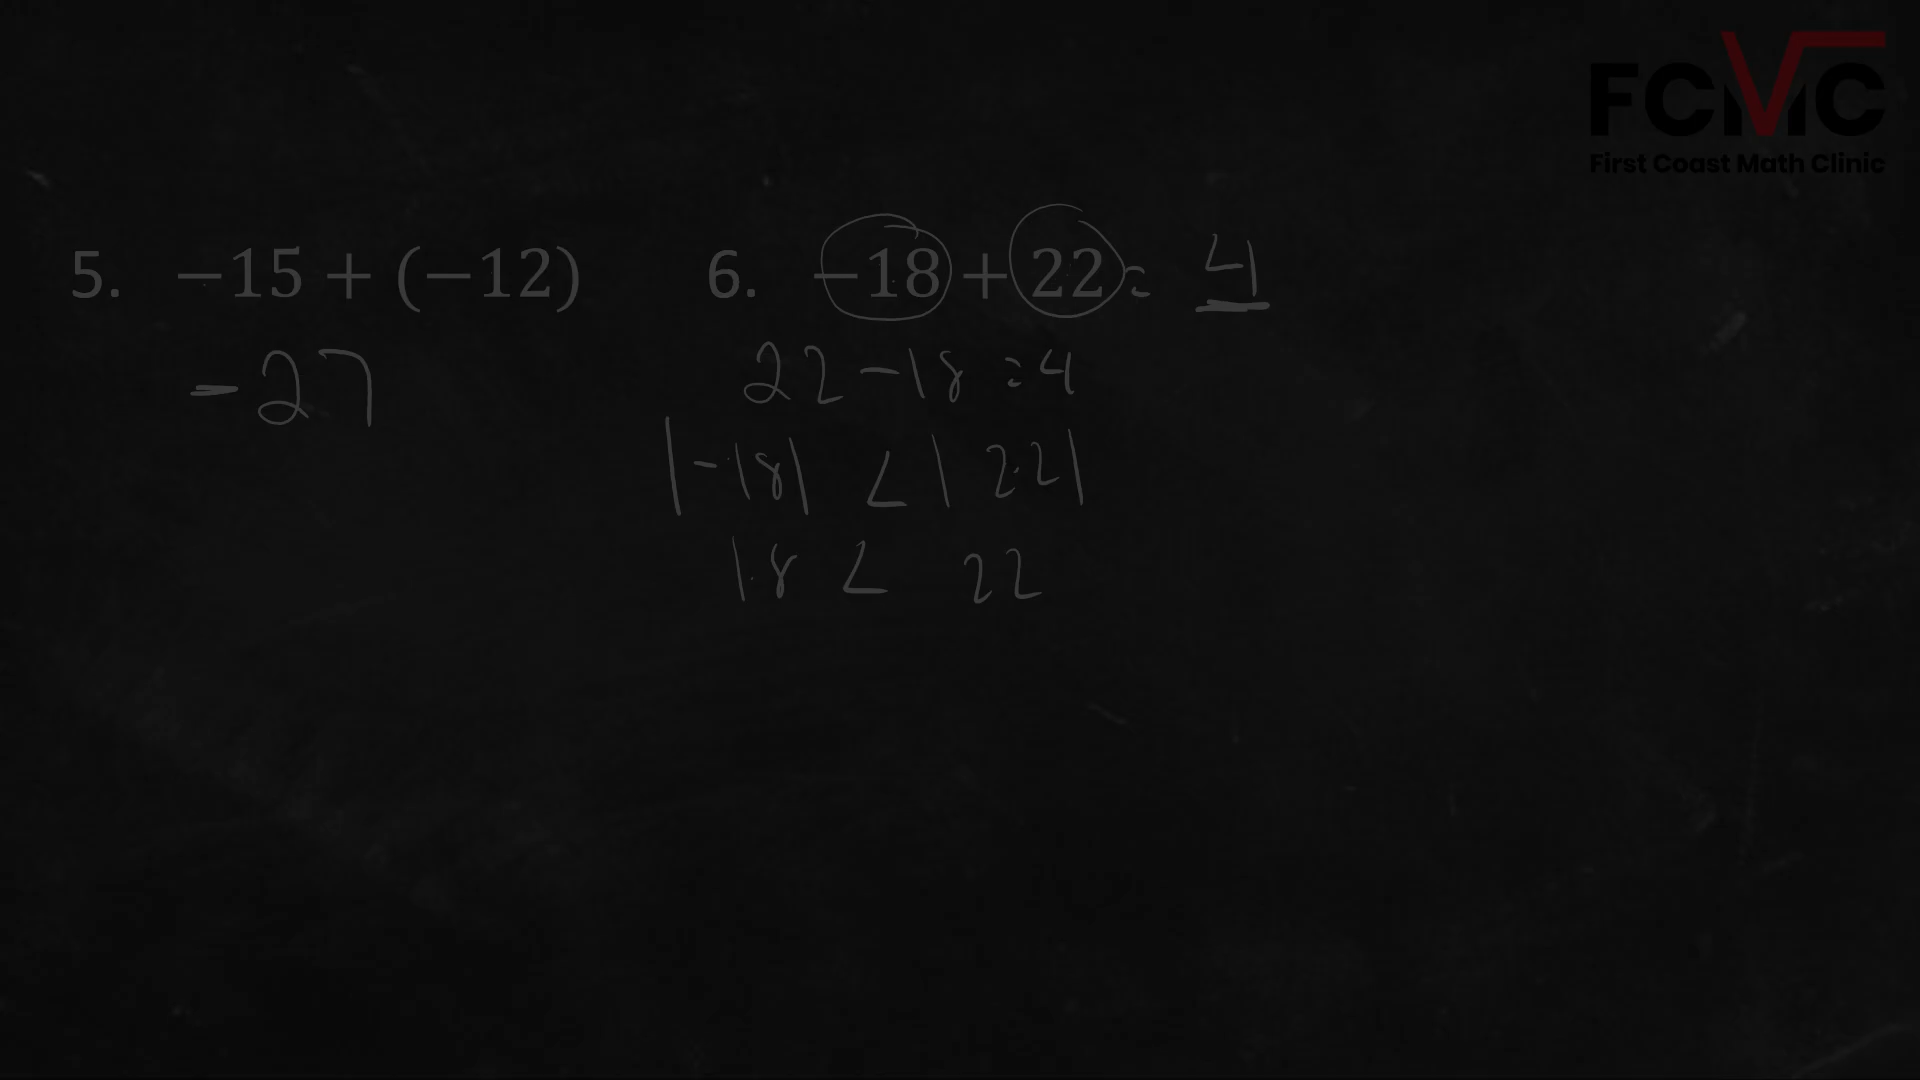 FCMC
First Coast Math Clinic
5. −15 + (−12)
-27
6. −18 + 22 = 4
22 - 18 = 4
|-18| < |22|
18 < 22